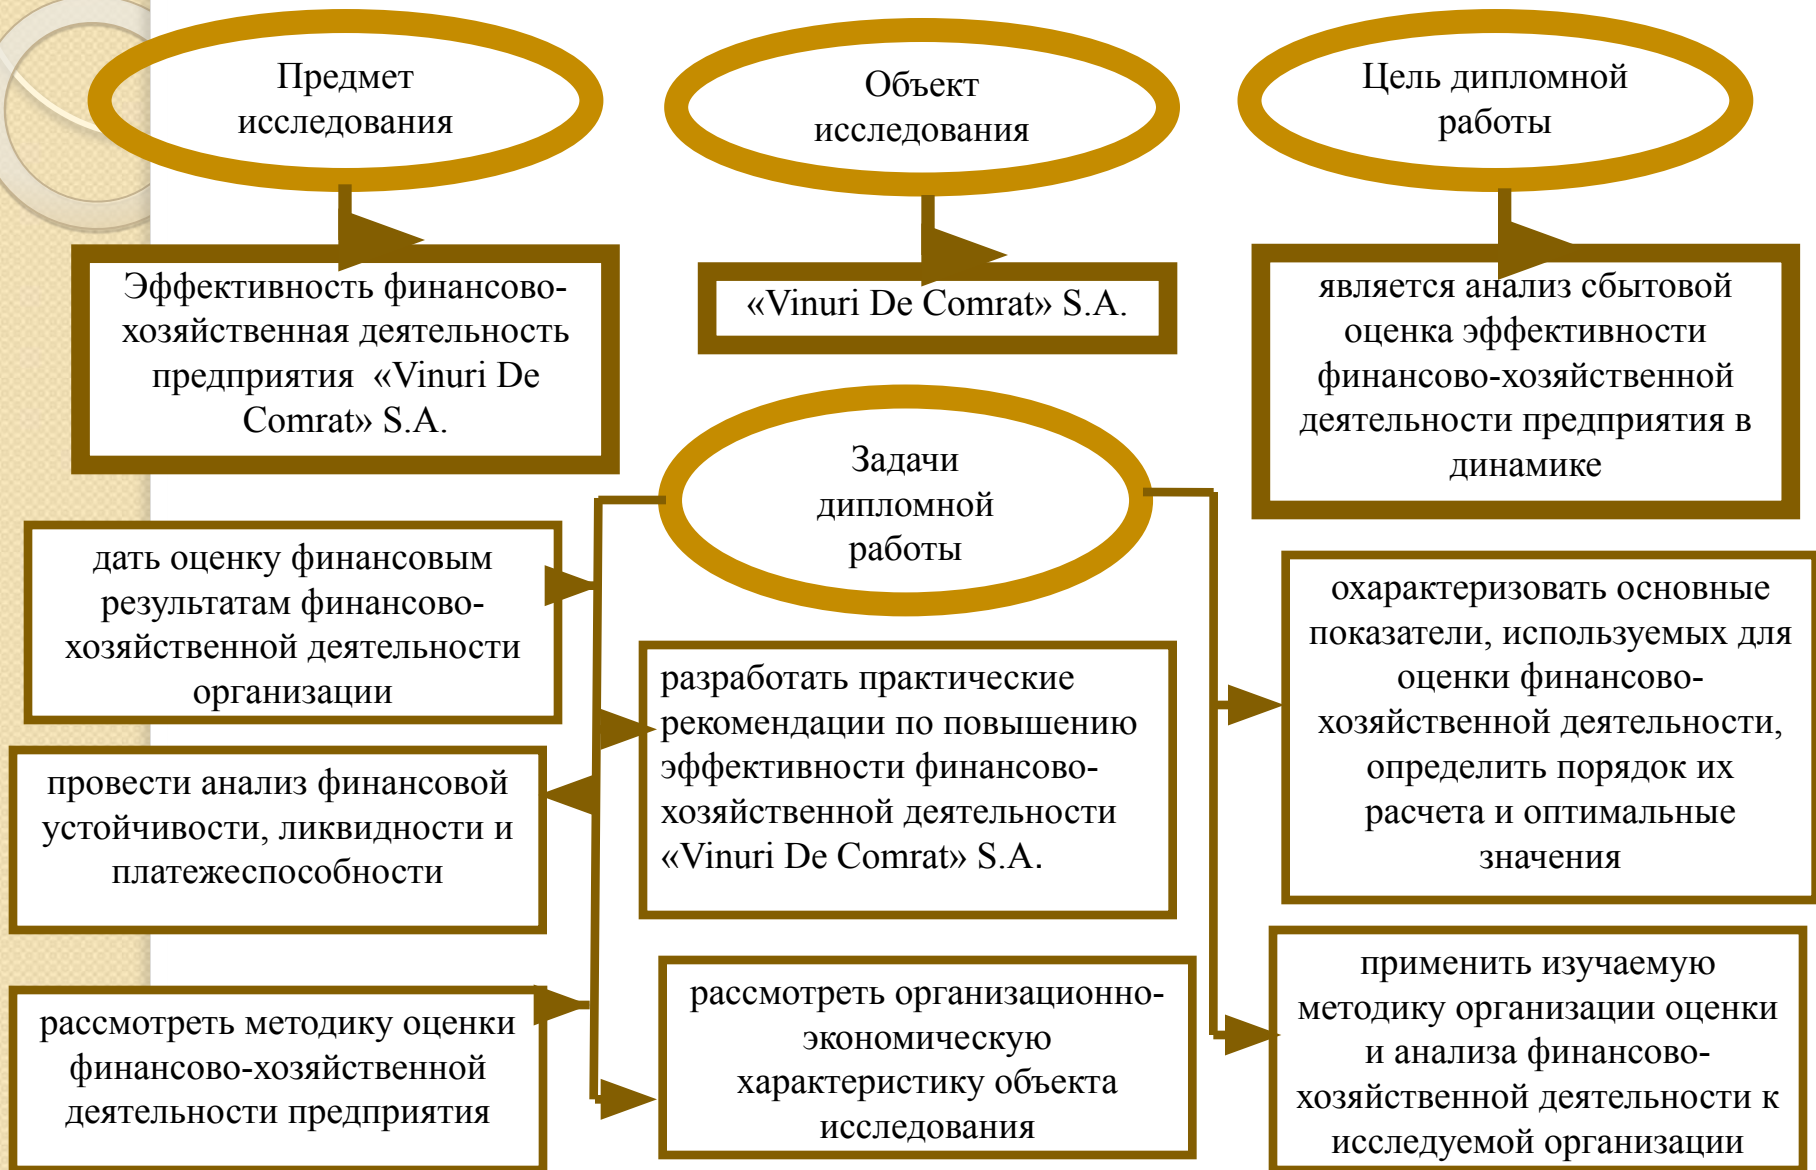 Предмет
исследования
Объект
исследования
Цель дипломной
работы
Эффективность финансово-
хозяйственная деятельность
предприятия «Vinuri De
Comrat» S.A.
«Vinuri De Comrat» S.A.
является анализ сбытовой
оценка эффективности
финансово-хозяйственной
деятельности предприятия в
динамике
Задачи
дипломной
работы
дать оценку финансовым
результатам финансово-
хозяйственной деятельности
организации
провести анализ финансовой
устойчивости, ликвидности и
платежеспособности
рассмотреть методику оценки
финансово-хозяйственной
деятельности предприятия
разработать практические
рекомендации по повышению
эффективности финансово-
хозяйственной деятельности
«Vinuri De Comrat» S.A.
рассмотреть организационно-
экономическую
характеристику объекта
исследования
охарактеризовать основные
показатели, используемых для
оценки финансово-
хозяйственной деятельности,
определить порядок их
расчета и оптимальные
значения
применить изучаемую
методику организации оценки
и анализа финансово-
хозяйственной деятельности к
исследуемой организации